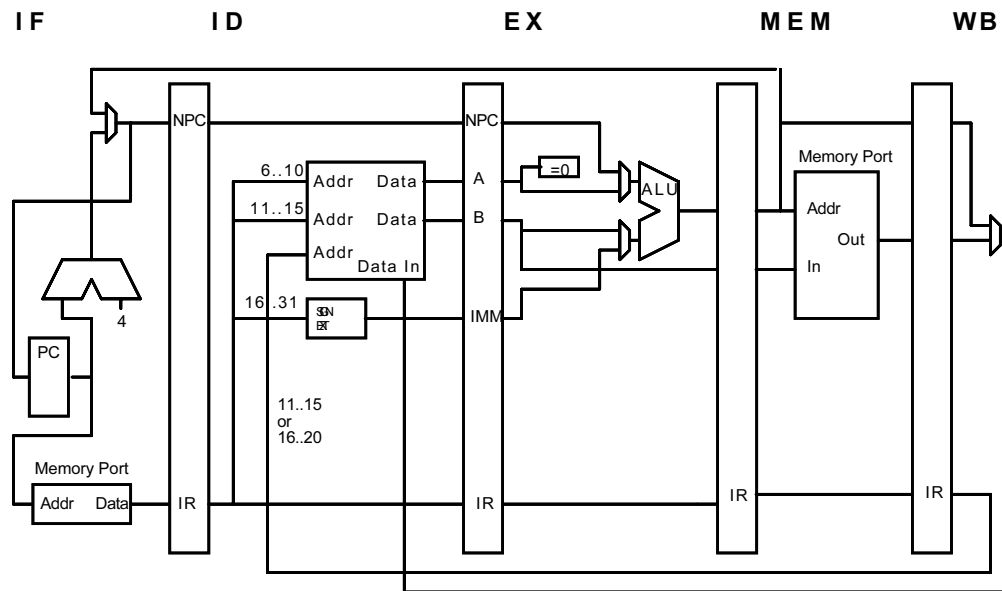 IF ID EX MEM WB
NPC NPC
Memory Port
6..10
Addr Data
A
=0
ALU
11..15
Addr Data
B
Addr
Addr
Out
Data In
In
4
16..31
SIGN
EXT
IMM
PC
11..15
or
16..20
Memory Port
Addr Data
IR IR IR IR